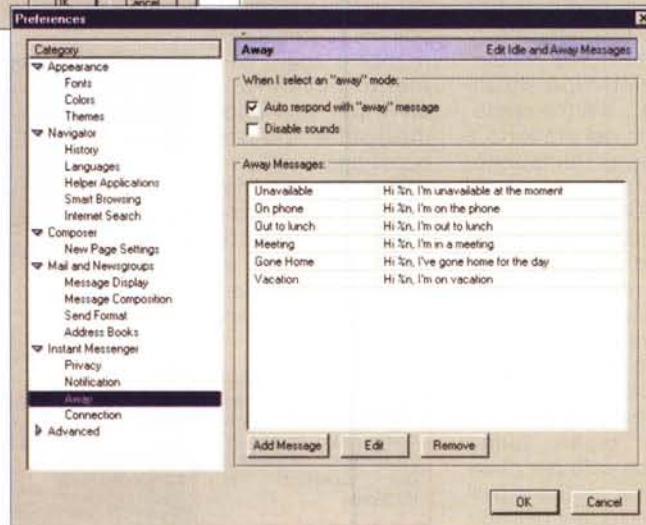 OK Cancel
Preferences
Category
Appearance
Fonts
Colors
Themes
Navigator
History
Languages
Helper Applications
Smart Browsing
Internet Search
Composer
New Page Settings
Mail and Newsgroups
Message Display
Message Composition
Send Format
Address Books
Instant Messenger
Privacy
Notification
Away
Connection
Advanced
Away Edit Idle and Away Messages
When I select an "away" mode:
Auto respond with "away" message
Disable sounds
Away Messages:
Unavailable Hi %n, I'm unavailable at the moment
On phone Hi %n, I'm on the phone
Out to lunch Hi %n, I'm out to lunch
Meeting Hi %n, I'm in a meeting
Gone Home Hi %n, I've gone home for the day
Vacation Hi %n, I'm on vacation
Add Message Edit Remove
OK Cancel